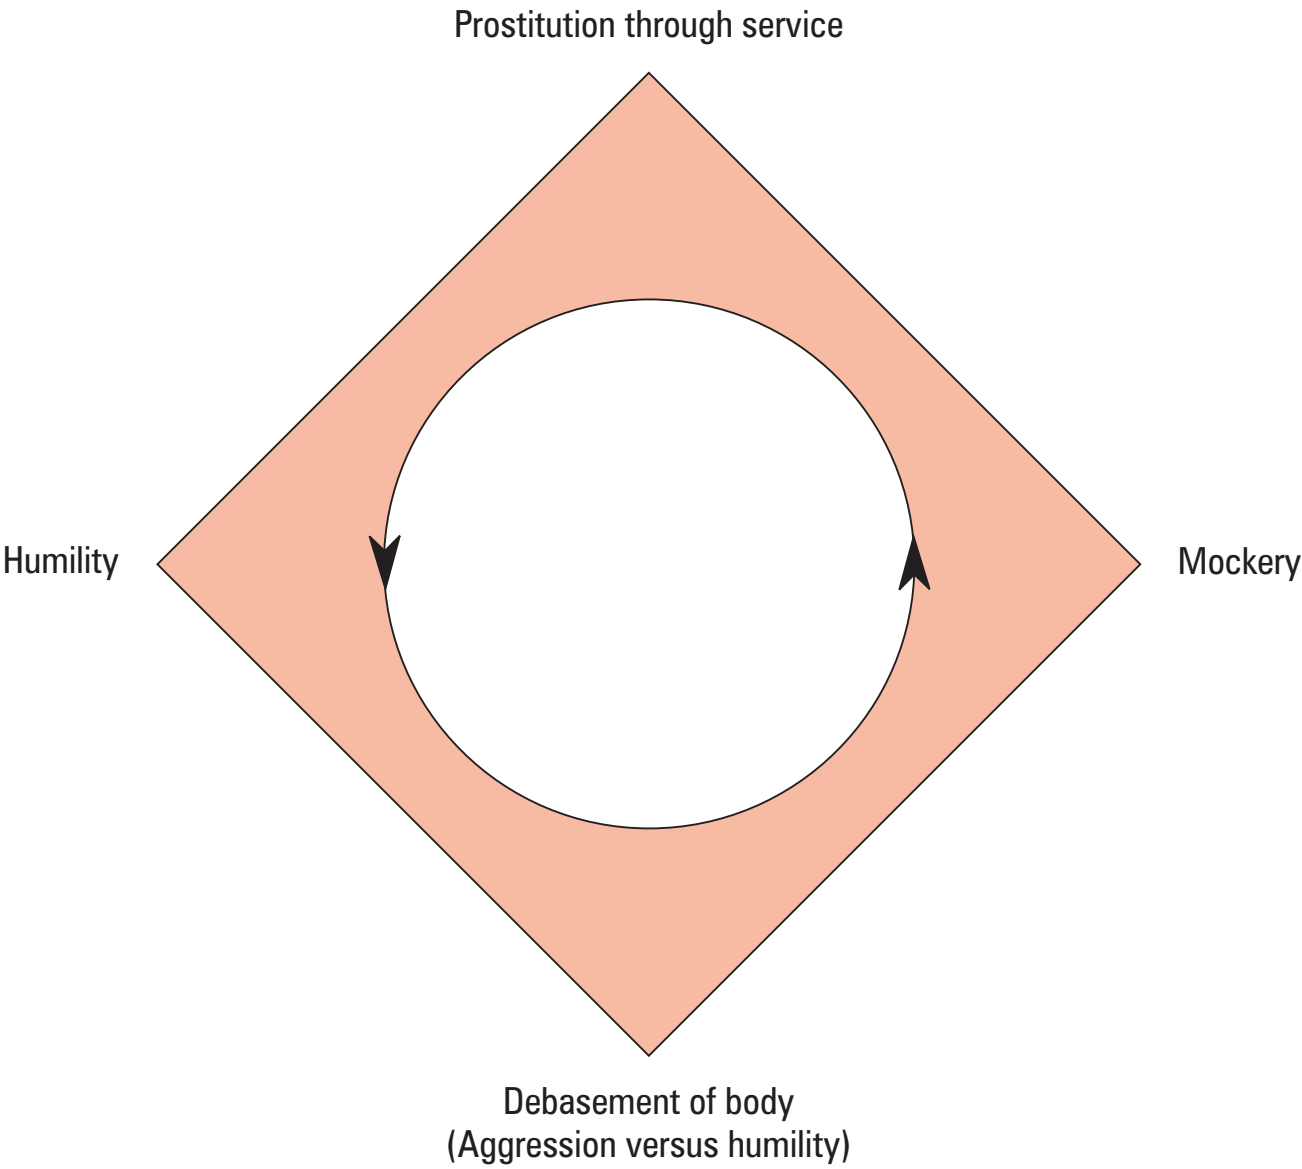 Prostitution through service
Humility
Mockery
Debasement of body
(Aggression versus humility)